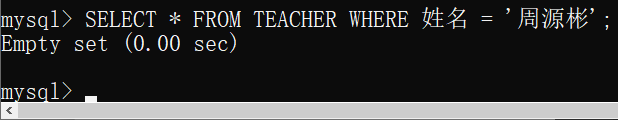 mysql> SELECT * FROM TEACHER WHERE 姓名 = '周源彬';
Empty set (0.00 sec)
mysql>